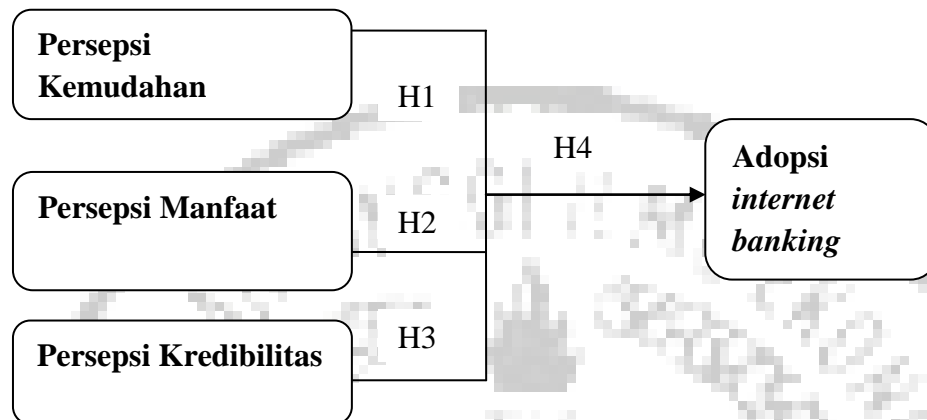 Persepsi
Kemudahan
H1
H4
Adopsi
internet
banking
Persepsi Manfaat
H2
H3
Persepsi Kredibilitas